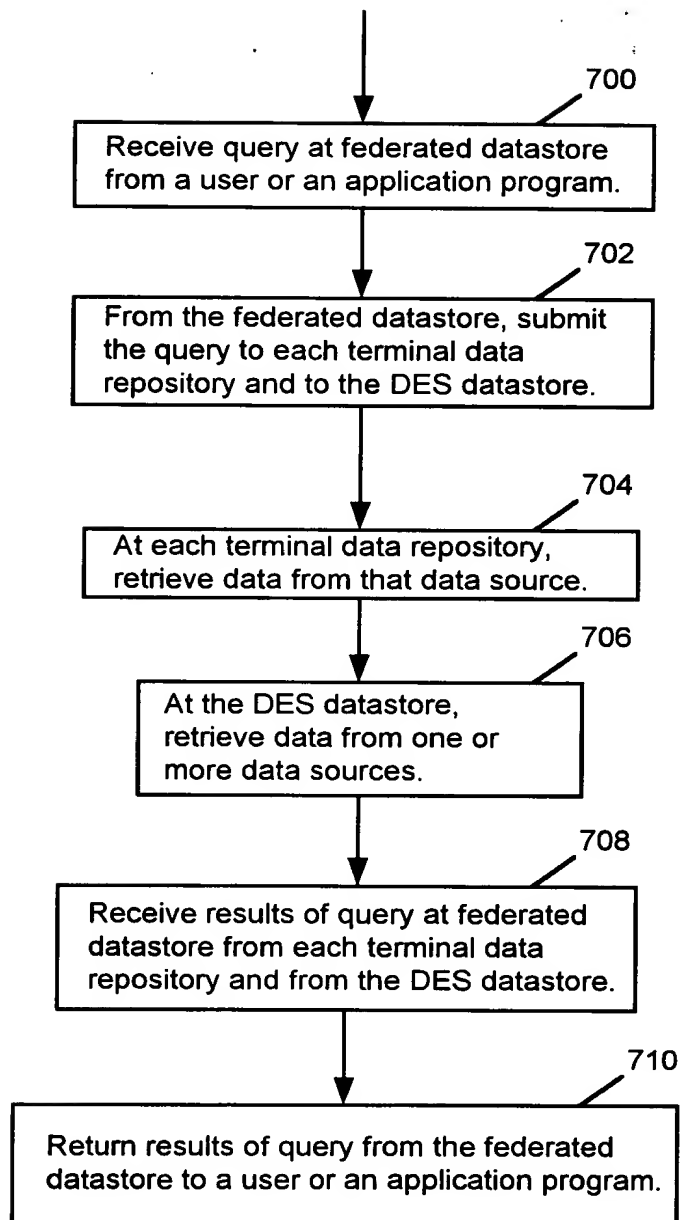 700
Receive query at federated datastore
from a user or an application program.
702
From the federated datastore, submit
the query to each terminal data
repository and to the DES datastore.
704
At each terminal data repository,
retrieve data from that data source.
706
At the DES datastore,
retrieve data from one or
more data sources.
708
Receive results of query at federated
datastore from each terminal data
repository and from the DES datastore.
710
Return results of query from the federated
datastore to a user or an application program.